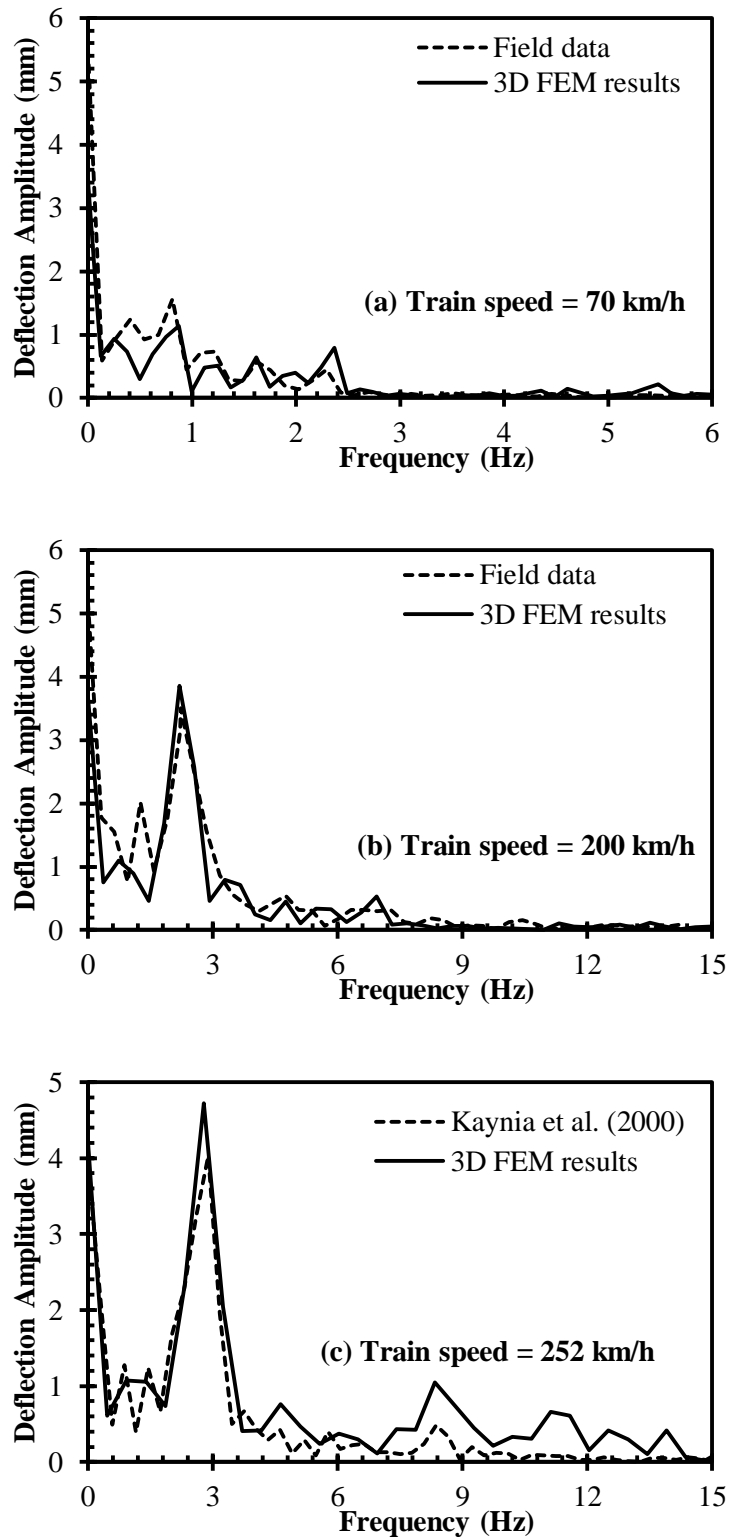 6
5
4
3
2
1
0
Deflection Amplitude (mm)
Field data
3D FEM results
(a) Train speed = 70 km/h
0 1 2 3 4 5 6
Frequency (Hz)
6
5
4
3
2
1
0
Deflection Amplitude (mm)
Field data
3D FEM results
(b) Train speed = 200 km/h
0 3 6 9 12 15
Frequency (Hz)
5
4
3
2
1
0
Deflection Amplitude (mm)
Kaynia et al. (2000)
3D FEM results
(c) Train speed = 252 km/h
0 3 6 9 12 15
Frequency (Hz)